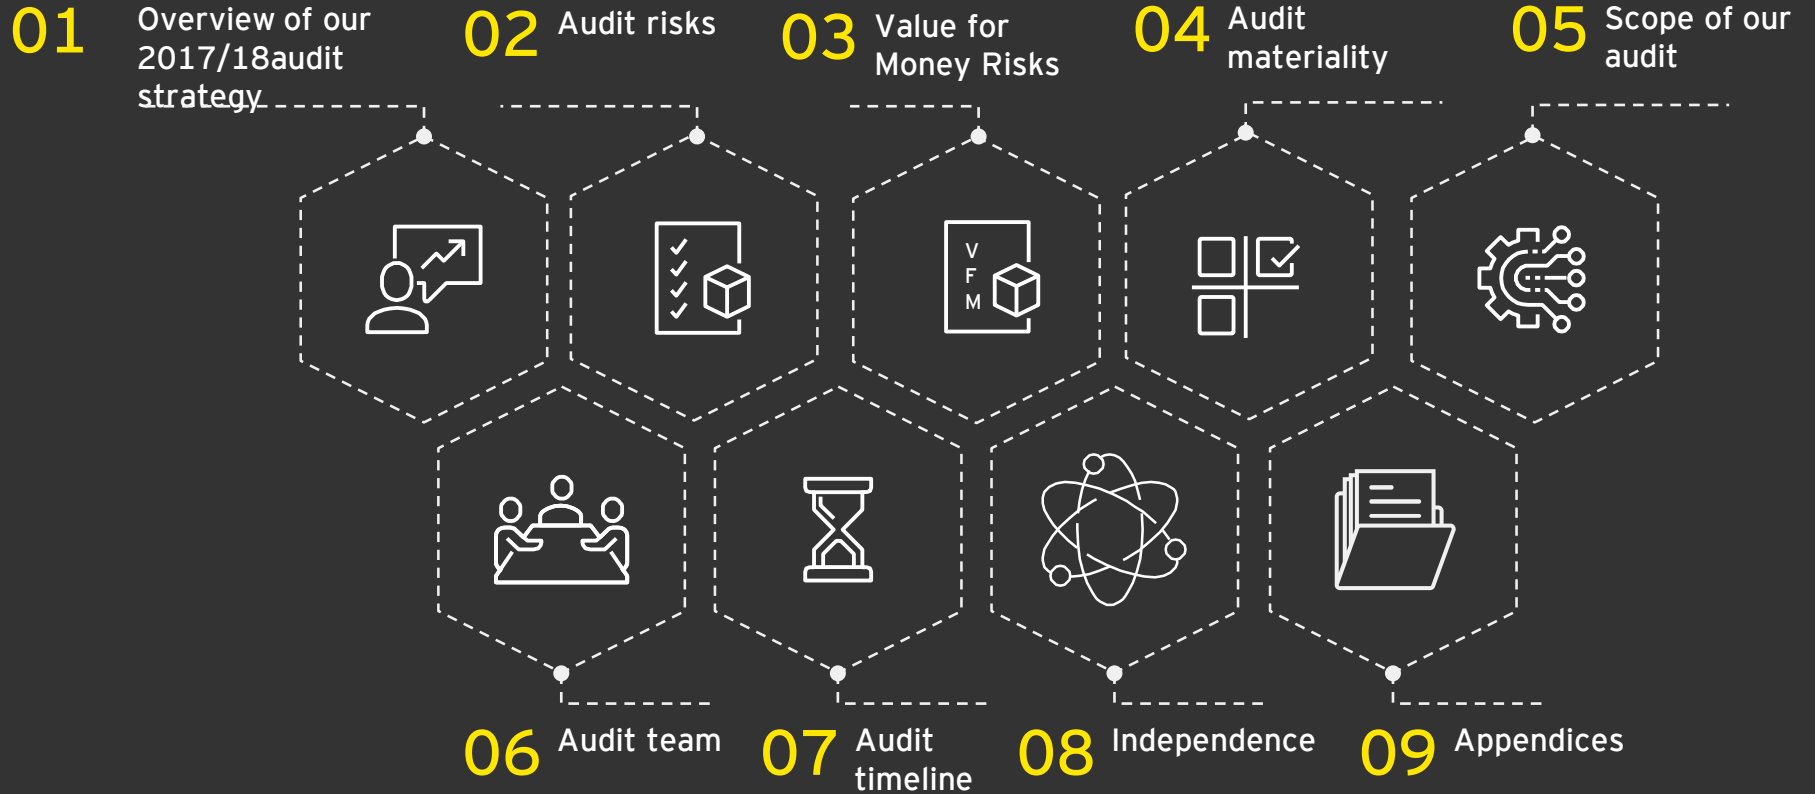 01 Overview of our
2017/18audit
strategy
02 Audit risks
03 Value for
Money Risks
04 Audit
materiality
05 Scope of our
audit
V
F
M
06 Audit team
07 Audit
timeline
08 Independence
09 Appendices